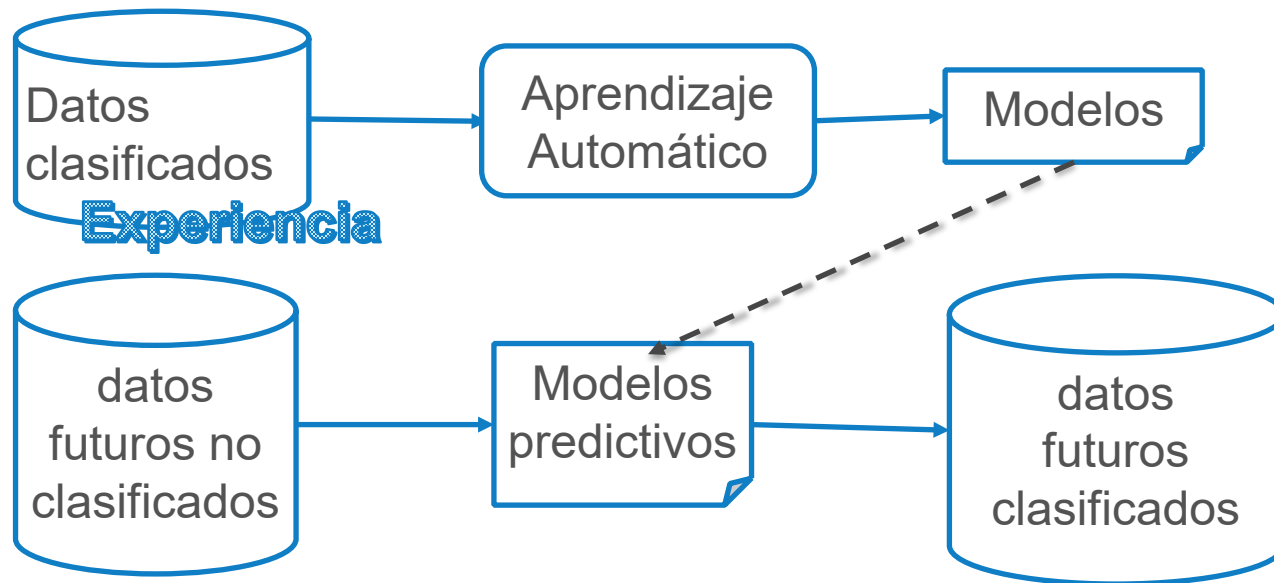 Datos
clasificados
Experiencia
Aprendizaje
Automático
Modelos
datos
futuros no
clasificados
Modelos
predictivos
datos
futuros
clasificados